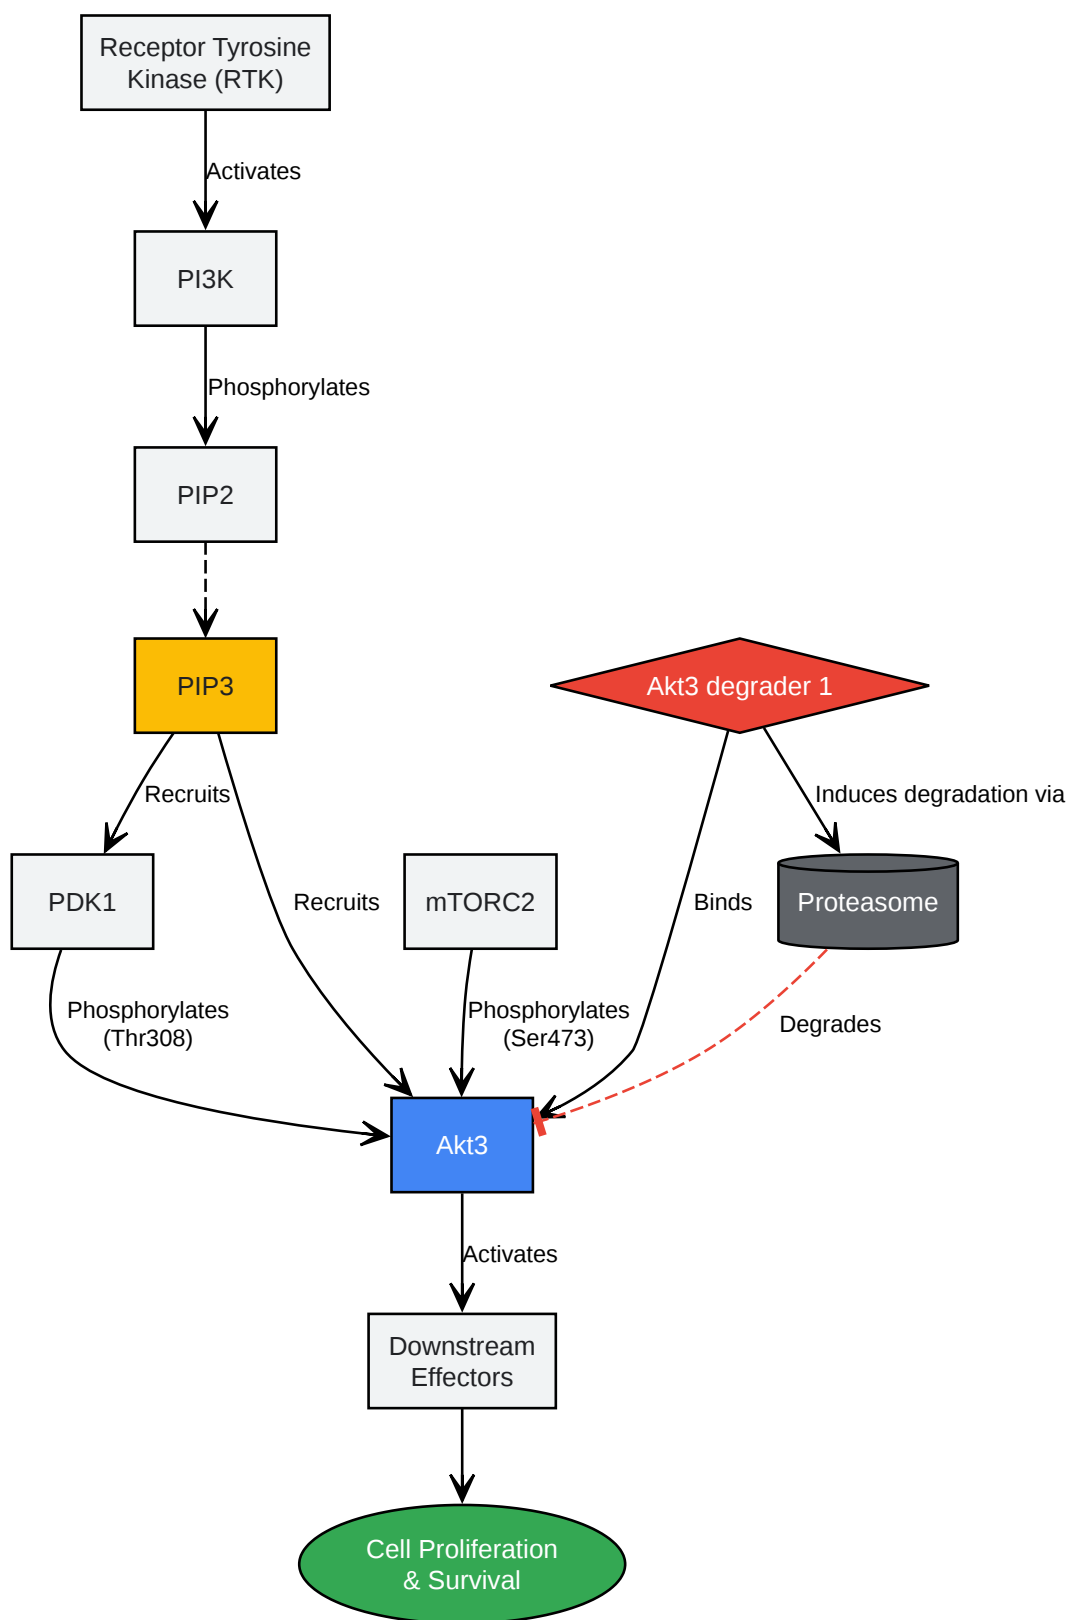 Receptor Tyrosine
Kinase (RTK)
Activates
PI3K
Phosphorylates
PIP2
PIP3
Akt3 degrader 1
Recruits
Induces degradation via
PDK1
Recruits
mTORC2
Binds
Proteasome
Phosphorylates
(Thr308)
Phosphorylates
(Ser473)
Degrades
Akt3
Activates
Downstream
Effectors
Cell Proliferation
& Survival